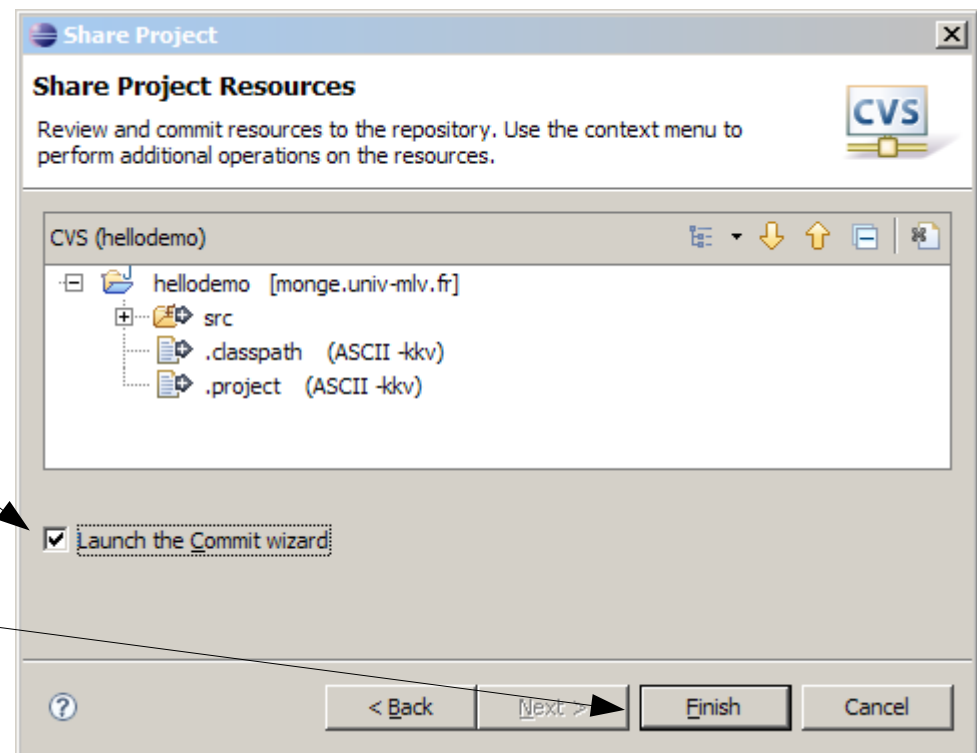 Share Project
Share Project Resources
Review and commit resources to the repository. Use the context menu to
perform additional operations on the resources.
CVS
CVS (hellodemo)
hellodemo [monge.univ-mlv.fr]
src
.classpath (ASCII -kkv)
.project (ASCII -kkv)
Launch the Commit wizard
< Back Next > Finish Cancel